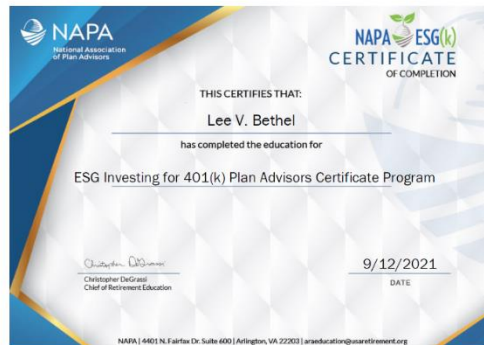 NAPA
National Association
of Plan Advisors
NAPA ESG(k)
CERTIFICATE
OF COMPLETION
THIS CERTIFIES THAT:
Lee V. Bethel
has completed the education for
ESG Investing for 401(k) Plan Advisors Certificate Program
Christopher DeGrassi
Christopher DeGrassi
Chief of Retirement Education
9/12/2021
DATE
NAPA | 4401 N. Fairfax Dr. Suite 600 | Arlington, VA 22203 | araeducation@usaretirement.org